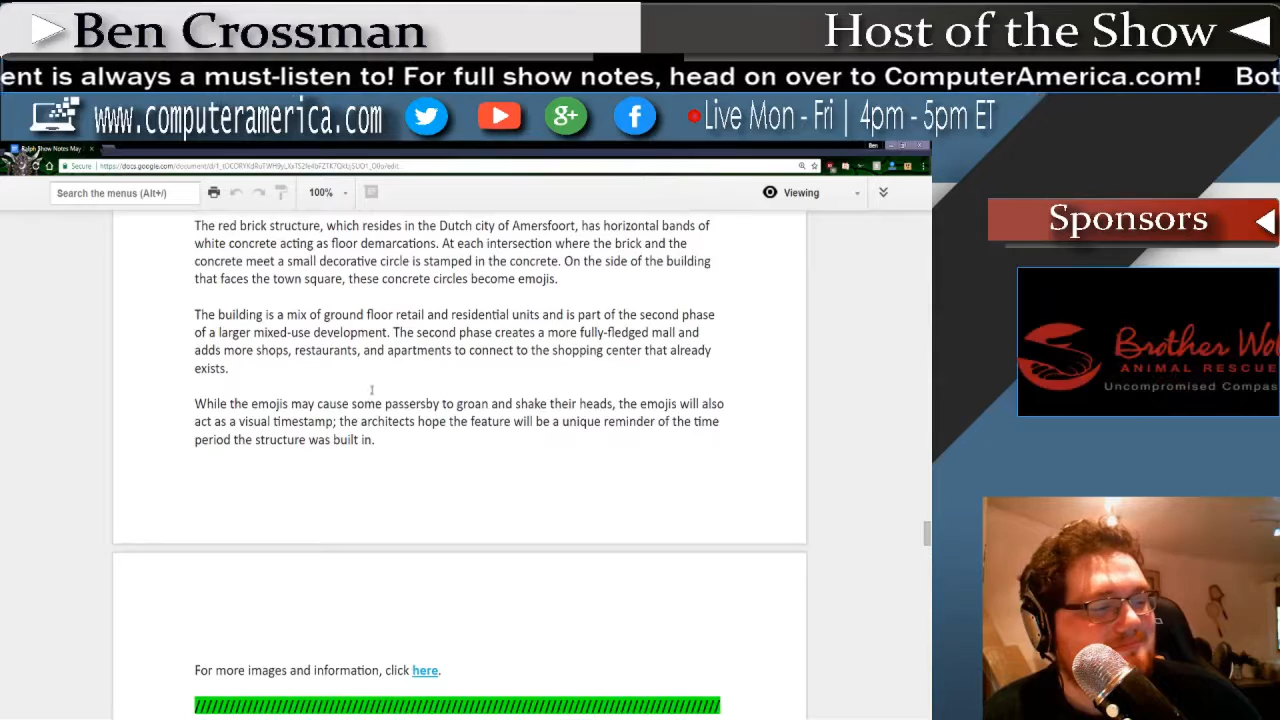 Ben Crossman
Host of the Show
ent is always a must-listen to! For full show notes, head on over to ComputerAmerica.com! Bot
www.computeramerica.com
g+
Live Mon - Fri | 4pm - 5pm ET
Ralph Show Notes May
Ben
Secure
Search the menus (Alt+/)
100%
Viewing
Sponsors
The red brick structure, which resides in the Dutch city of Amersfoort, has horizontal bands of
white concrete acting as floor demarcations. At each intersection where the brick and the
concrete meet a small decorative circle is stamped in the concrete. On the side of the building
that faces the town square, these concrete circles become emojis.
The building is a mix of ground floor retail and residential units and is part of the second phase
of a larger mixed-use development. The second phase creates a more fully-fledged mall and
adds more shops, restaurants, and apartments to connect to the shopping center that already
exists.
While the emojis may cause some passersby to groan and shake their heads, the emojis will also
act as a visual timestamp; the architects hope the feature will be a unique reminder of the time
period the structure was built in.
Brother Wol
ANIMAL RESCUE
Uncompromised Compas
For more images and information, click here.